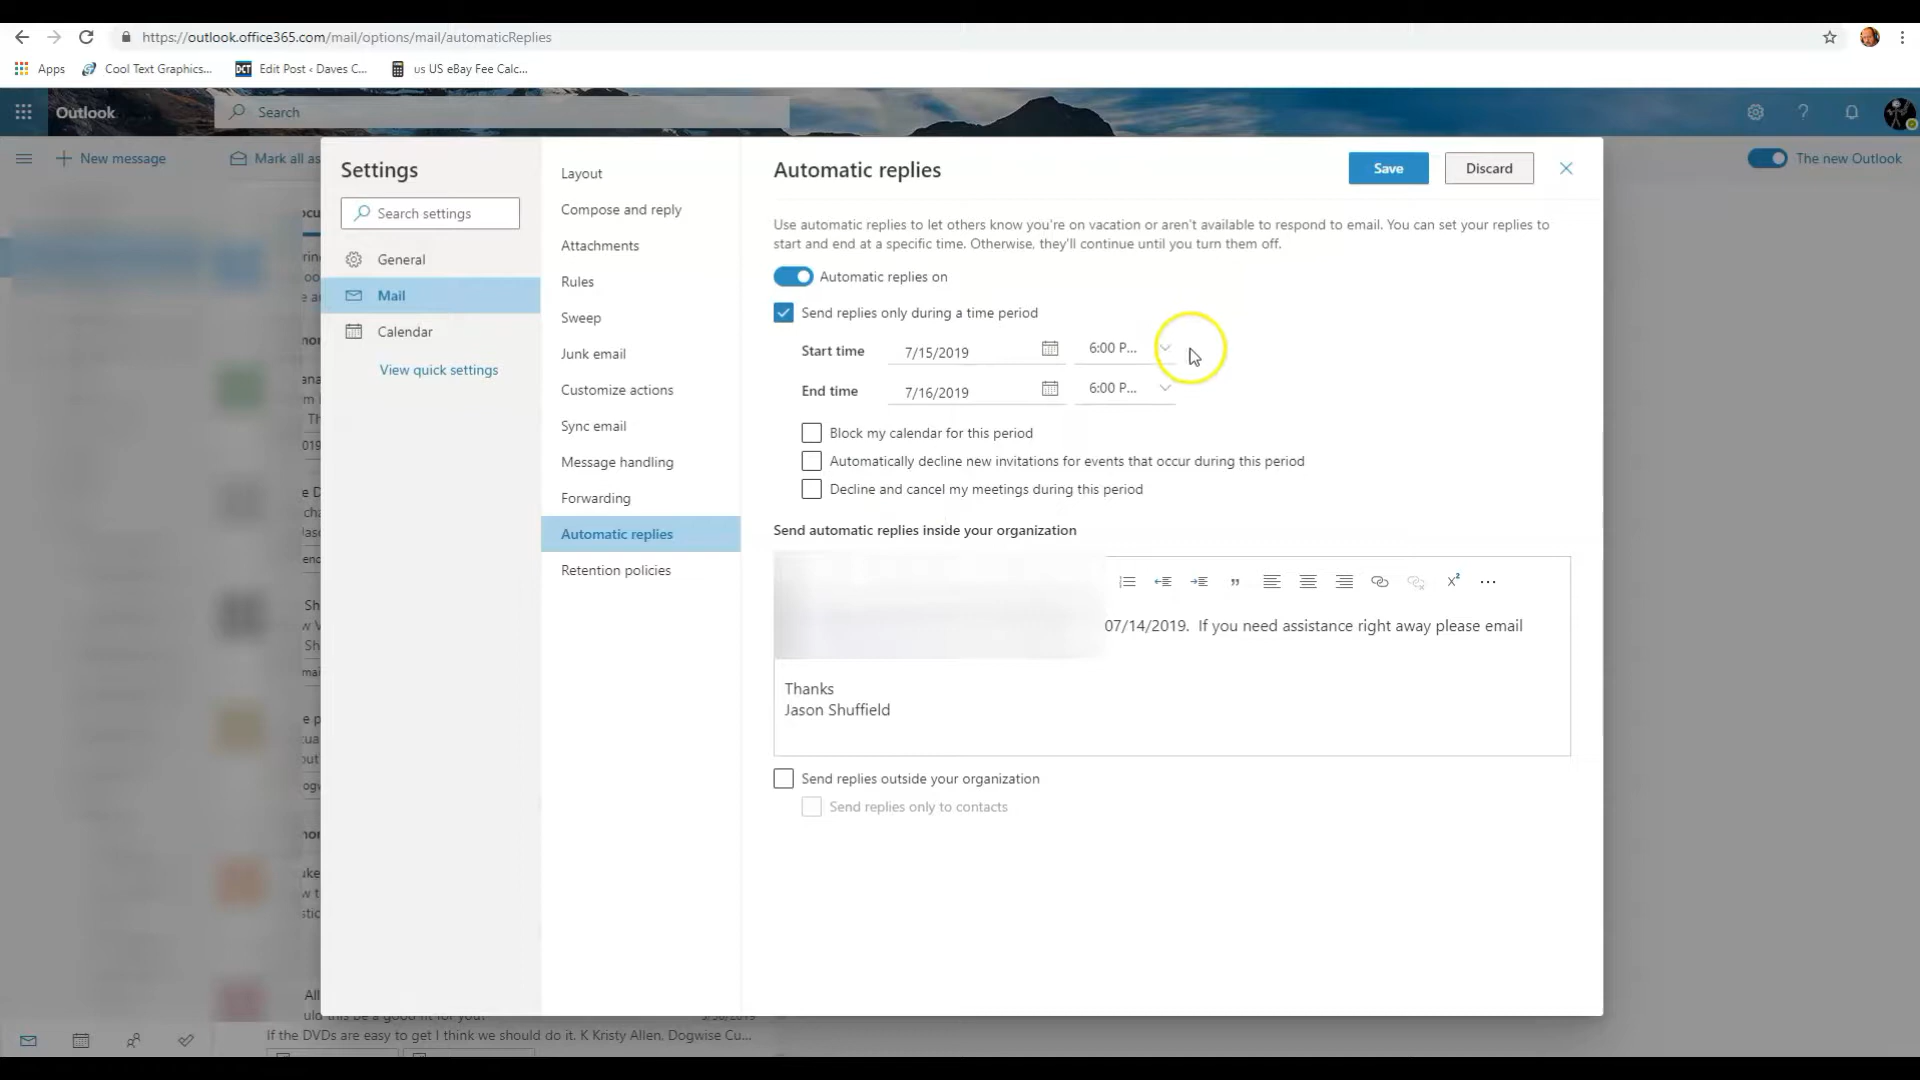 https://outlook.office365.com/mail/options/mail/automaticReplies
Apps Cool Text Graphics... DCT Edit Post ‹ Daves C... us US eBay Fee Calc...
Outlook Search
New message Mark all as The new Outlook
Settings
Search settings
General
Mail
Calendar
View quick settings
Layout
Compose and reply
Attachments
Rules
Sweep
Junk email
Customize actions
Sync email
Message handling
Forwarding
Automatic replies
Retention policies
Automatic replies Save Discard
Use automatic replies to let others know you're on vacation or aren't available to respond to email. You can set your replies to
start and end at a specific time. Otherwise, they'll continue until you turn them off.
Automatic replies on
Send replies only during a time period
Start time 7/15/2019 6:00 P...
End time 7/16/2019 6:00 P...
Block my calendar for this period
Automatically decline new invitations for events that occur during this period
Decline and cancel my meetings during this period
Send automatic replies inside your organization
07/14/2019. If you need assistance right away please email
Thanks
Jason Shuffield
Send replies outside your organization
Send replies only to contacts
All
If the DVDs are easy to get I think we should do it. K Kristy Allen, Dogwise Cu...